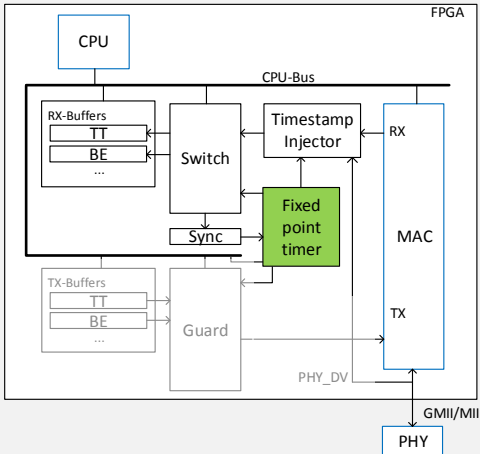 FPGA
CPU
CPU-Bus
RX-Buffers
TT
BE
...
Switch
Timestamp
Injector
RX
MAC
Fixed
point
timer
Sync
TX-Buffers
TT
BE
...
Guard
TX
PHY_DV
GMII/MII
PHY